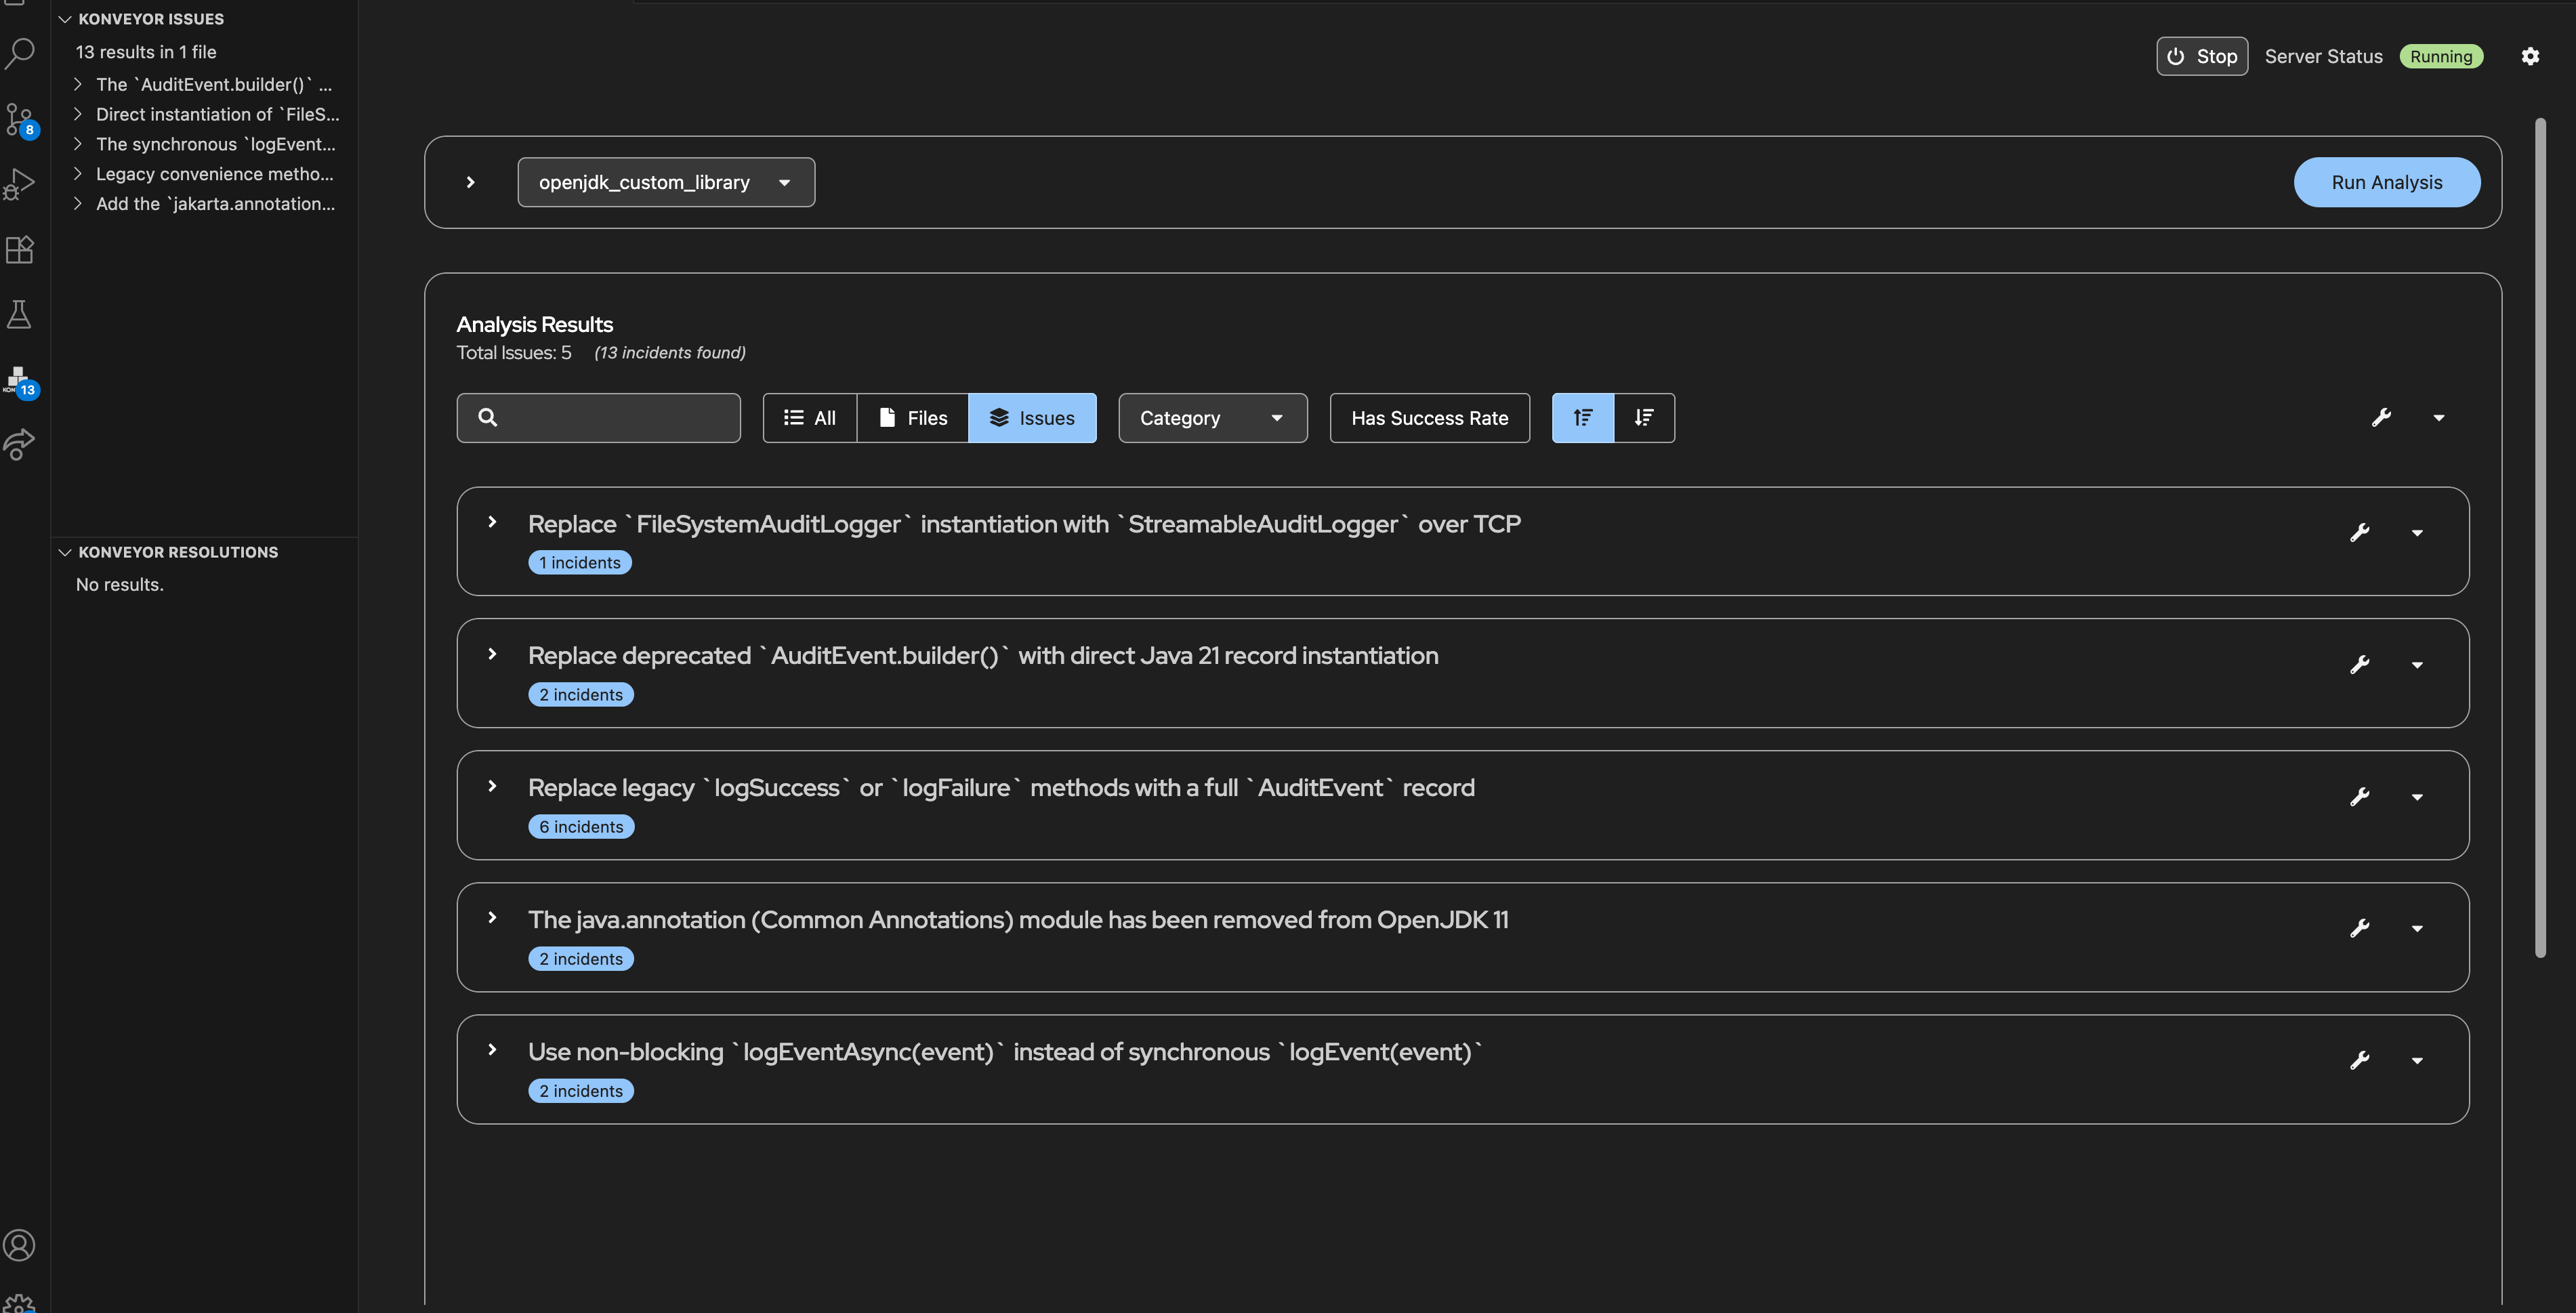 KONVEYOR ISSUES
13 results in 1 file
The `AuditEvent.builder()` ...
Direct instantiation of `FileS...
The synchronous `logEvent...
Legacy convenience metho...
Add the `jakarta.annotation...
8
13
KONVEYOR RESOLUTIONS
No results.
Stop Server Status Running
openjdk_custom_library
Run Analysis
Analysis Results
Total Issues: 5 (13 incidents found)
All Files Issues Category Has Success Rate
Replace `FileSystemAuditLogger` instantiation with `StreamableAuditLogger` over TCP
1 incidents
Replace deprecated `AuditEvent.builder()` with direct Java 21 record instantiation
2 incidents
Replace legacy `logSuccess` or `logFailure` methods with a full `AuditEvent` record
6 incidents
The java.annotation (Common Annotations) module has been removed from OpenJDK 11
2 incidents
Use non-blocking `logEventAsync(event)` instead of synchronous `logEvent(event)`
2 incidents